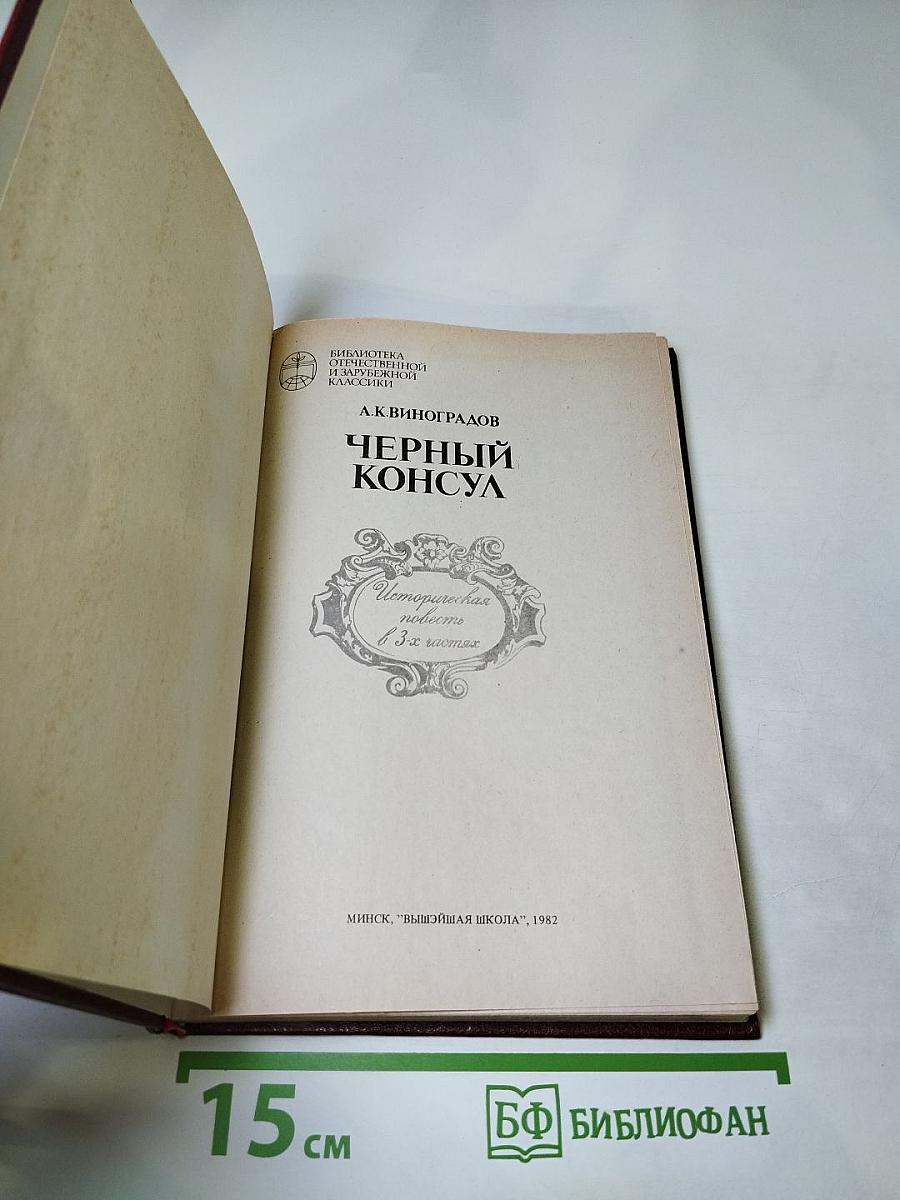 БИБЛИОТЕКА
ОТЕЧЕСТВЕННОЙ
И ЗАРУБЕЖНОЙ
КЛАССИКИ
А.К.ВИНОГРАДОВ
ЧЕРНЫЙ
КОНСУЛ
Историческая
повесть
в 3-х частях
МИНСК, "ВЫШЭЙШАЯ ШКОЛА", 1982
15 см
БФ БИБЛИОФАН